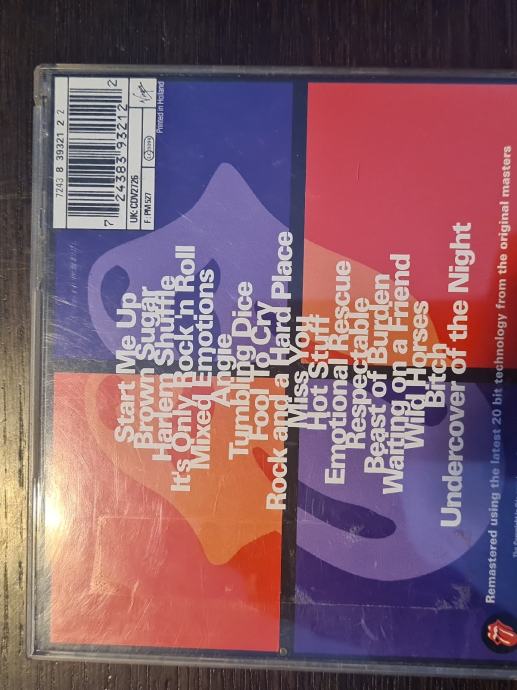 7243 8 39321 2 2
7 24383 93212 2
UK: CDV2726
F: PM 527
Virgin
Printed in Holland
Start Me Up
Brown Sugar
Harlem Shuffle
It's Only Rock 'n Roll
Mixed Emotions
Angie
Tumbling Dice
Fool To Cry
Rock and a Hard Place
Miss You
Hot Stuff
Emotional Rescue
Respectable
Beast of Burden
Waiting on a Friend
Wild Horses
Bitch
Undercover of the Night
Remastered using the latest 20 bit technology from the original masters